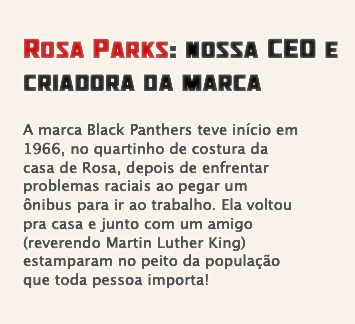 Rosa Parks: nossa CEO e
criadora da marca
A marca Black Panthers teve início em
1966, no quartinho de costura da
casa de Rosa, depois de enfrentar
problemas raciais ao pegar um
ônibus para ir ao trabalho. Ela voltou
pra casa e junto com um amigo
(reverendo Martin Luther King)
estamparam no peito da população
que toda pessoa importa!